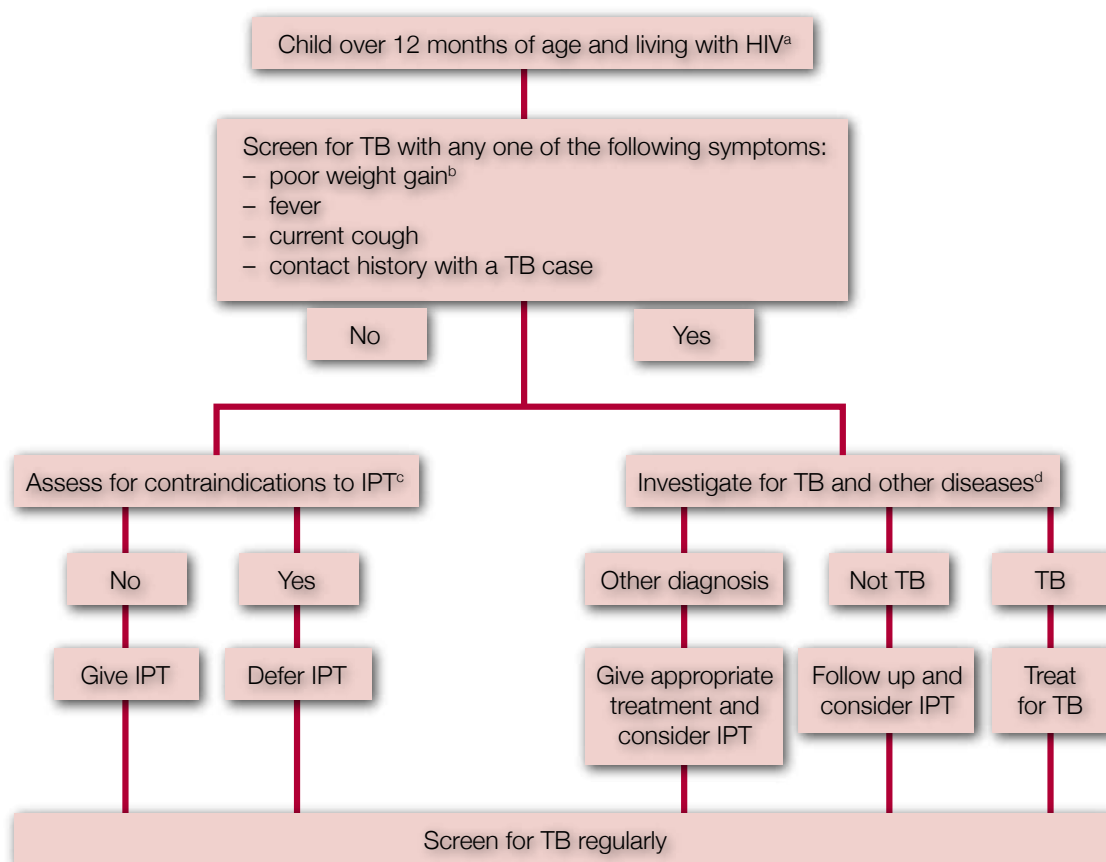 Child over 12 months of age and living with HIVᵃ
Screen for TB with any one of the following symptoms:
– poor weight gainᵇ
– fever
– current cough
– contact history with a TB case
No
Yes
Assess for contraindications to IPTᶜ
Investigate for TB and other diseasesᵈ
No
Yes
Other diagnosis
Not TB
TB
Give IPT
Defer IPT
Give appropriate
treatment and
consider IPT
Follow up and
consider IPT
Treat
for TB
Screen for TB regularly